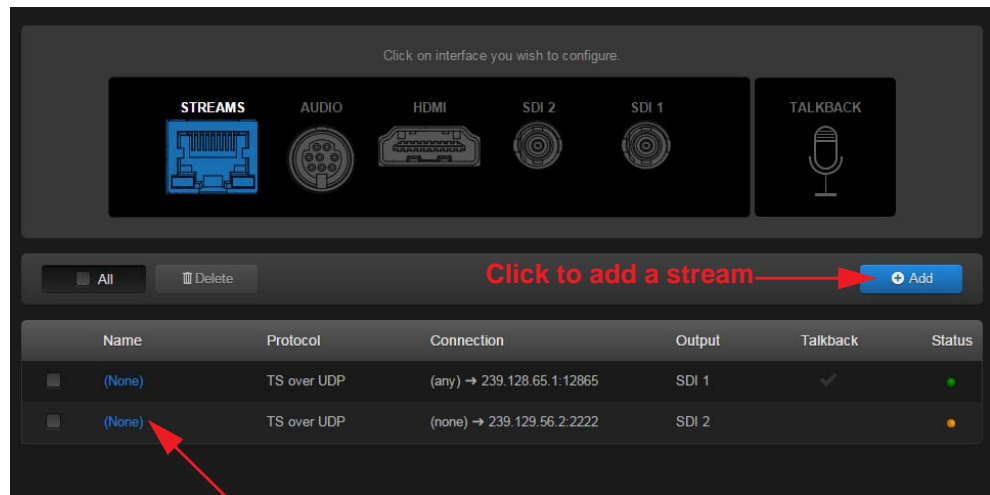 Click on interface you wish to configure.
STREAMS AUDIO HDMI SDI 2 SDI 1 TALKBACK
All Delete Click to add a stream Add
Name Protocol Connection Output Talkback Status
(None) TS over UDP (any) → 239.128.65.1:12865 SDI 1
(None) TS over UDP (none) → 239.129.56.2:2222 SDI 2